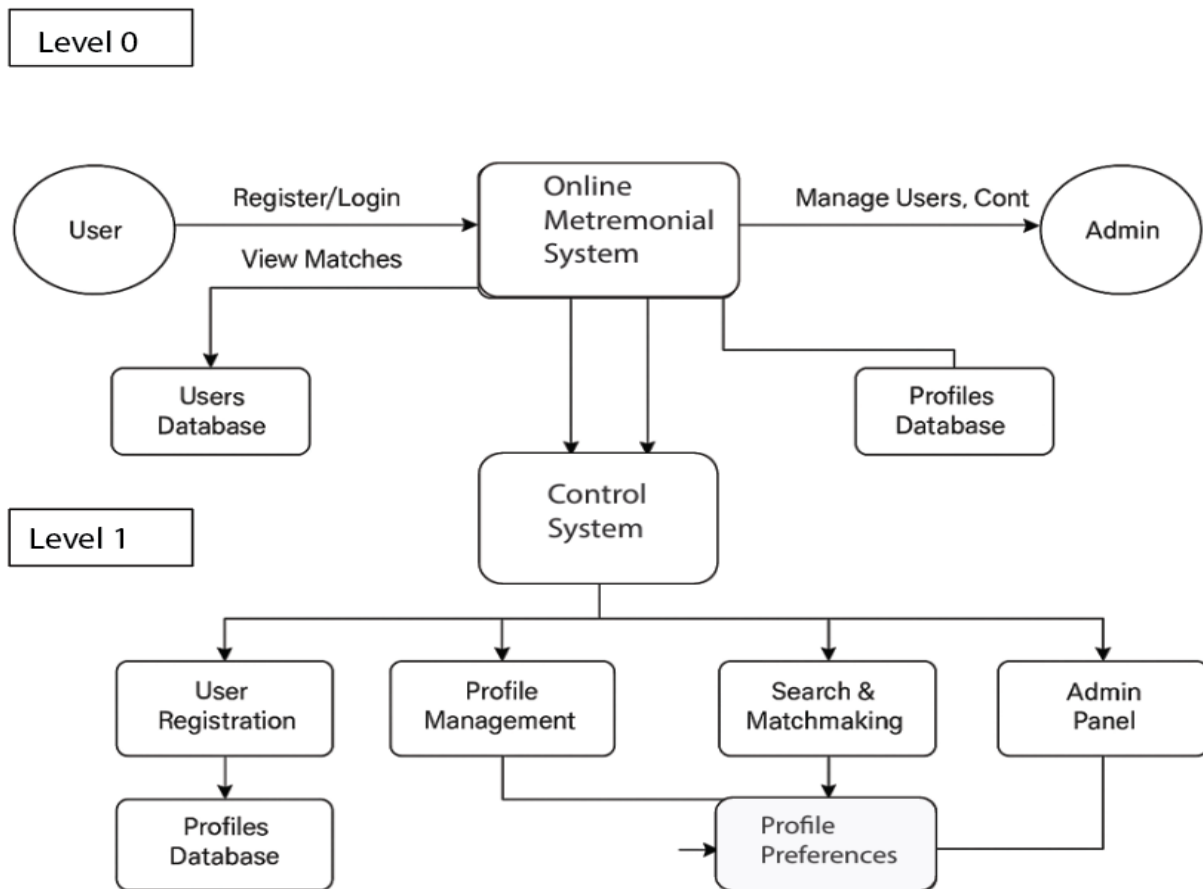 Level 0
User
Register/Login
View Matches
Online
Metremonial
System
Manage Users, Cont
Admin
Users
Database
Profiles
Database
Control
System
Level 1
User
Registration
Profile
Management
Search &
Matchmaking
Admin
Panel
Profiles
Database
Profile
Preferences